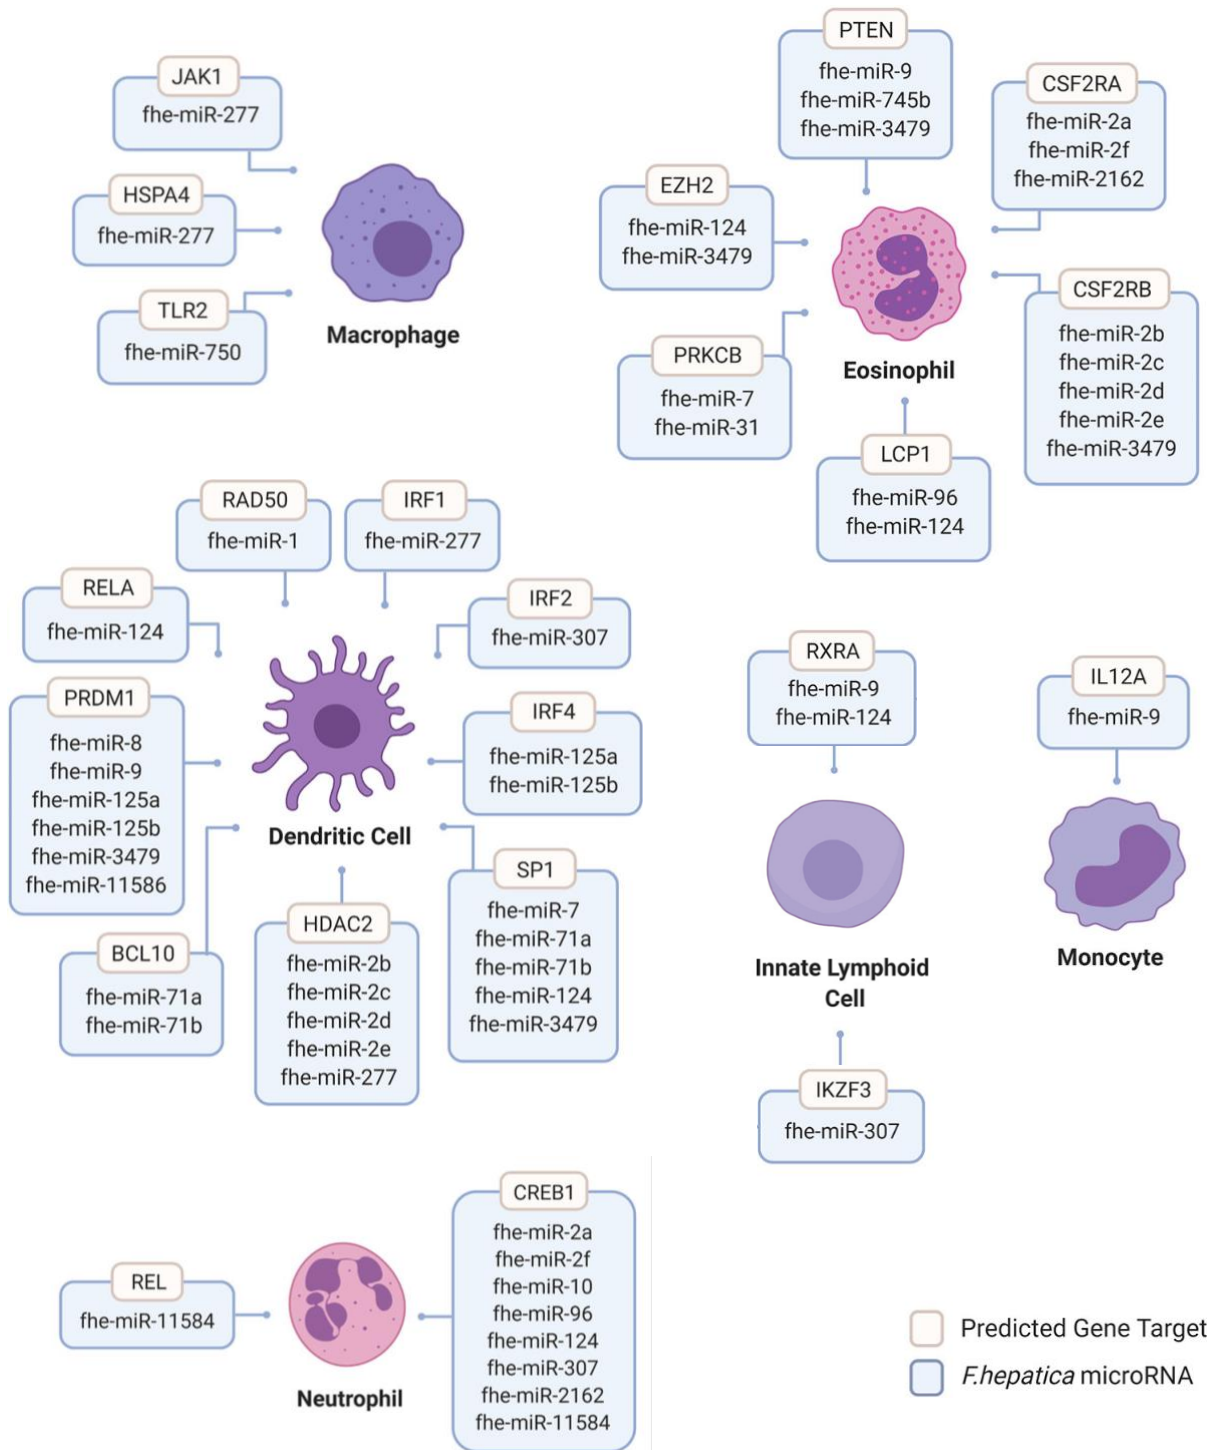 JAK1
fhe-miR-277
HSPA4
fhe-miR-277
TLR2
fhe-miR-750
Macrophage
PTEN
fhe-miR-9
fhe-miR-745b
fhe-miR-3479
CSF2RA
fhe-miR-2a
fhe-miR-2f
fhe-miR-2162
EZH2
fhe-miR-124
fhe-miR-3479
CSF2RB
fhe-miR-2b
fhe-miR-2c
fhe-miR-2d
fhe-miR-2e
fhe-miR-3479
PRKCB
fhe-miR-7
fhe-miR-31
Eosinophil
LCP1
fhe-miR-96
fhe-miR-124
RAD50
fhe-miR-1
IRF1
fhe-miR-277
RELA
fhe-miR-124
IRF2
fhe-miR-307
PRDM1
fhe-miR-8
fhe-miR-9
fhe-miR-125a
fhe-miR-125b
fhe-miR-3479
fhe-miR-11586
IRF4
fhe-miR-125a
fhe-miR-125b
Dendritic Cell
BCL10
fhe-miR-71a
fhe-miR-71b
HDAC2
fhe-miR-2b
fhe-miR-2c
fhe-miR-2d
fhe-miR-2e
fhe-miR-277
SP1
fhe-miR-7
fhe-miR-71a
fhe-miR-71b
fhe-miR-124
fhe-miR-3479
RXRA
fhe-miR-9
fhe-miR-124
Innate Lymphoid
Cell
IKZF3
fhe-miR-307
IL12A
fhe-miR-9
Monocyte
REL
fhe-miR-11584
Neutrophil
CREB1
fhe-miR-2a
fhe-miR-2f
fhe-miR-10
fhe-miR-96
fhe-miR-124
fhe-miR-307
fhe-miR-2162
fhe-miR-11584
Predicted Gene Target
F.hepatica microRNA